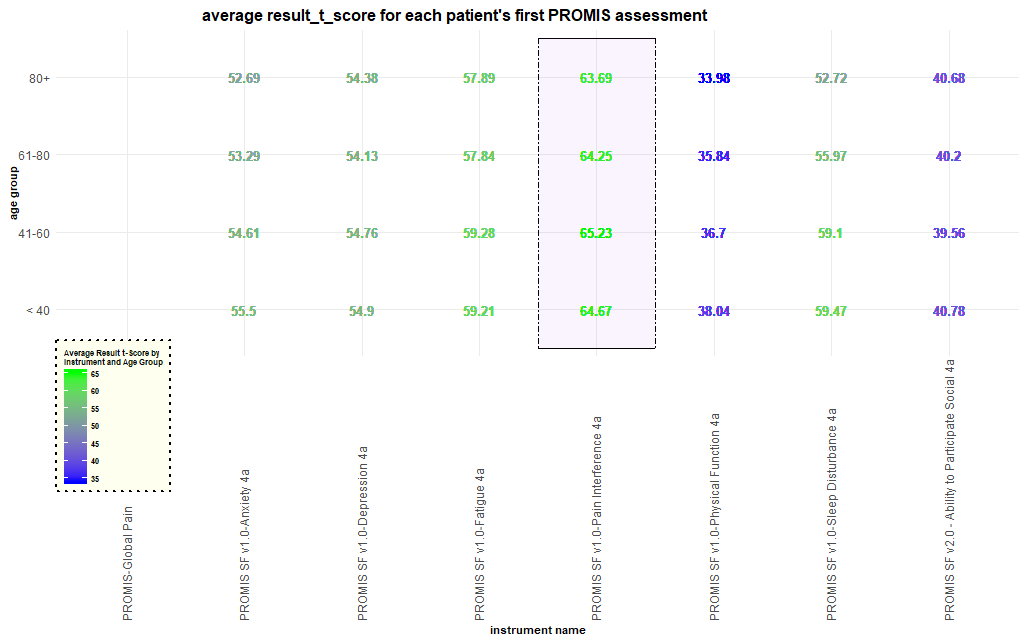 average result_t_score for each patient's first PROMIS assessment
age group
80+ 52.69 54.38 57.89 63.69 33.98 52.72 40.68
61-80 53.29 54.13 57.84 64.25 35.84 55.97 40.2
41-60 54.61 54.76 59.28 65.23 36.7 59.1 39.56
< 40 55.5 54.9 59.21 64.67 38.04 59.47 40.78
Average Result t-Score by
Instrument and Age Group
65
60
55
50
45
40
35
PROMIS-Global Pain
PROMIS SF v1.0-Anxiety 4a
PROMIS SF v1.0-Depression 4a
PROMIS SF v1.0-Fatigue 4a
PROMIS SF v1.0-Pain Interference 4a
PROMIS SF v1.0-Physical Function 4a
PROMIS SF v1.0-Sleep Disturbance 4a
PROMIS SF v2.0 - Ability to Participate Social 4a
instrument name